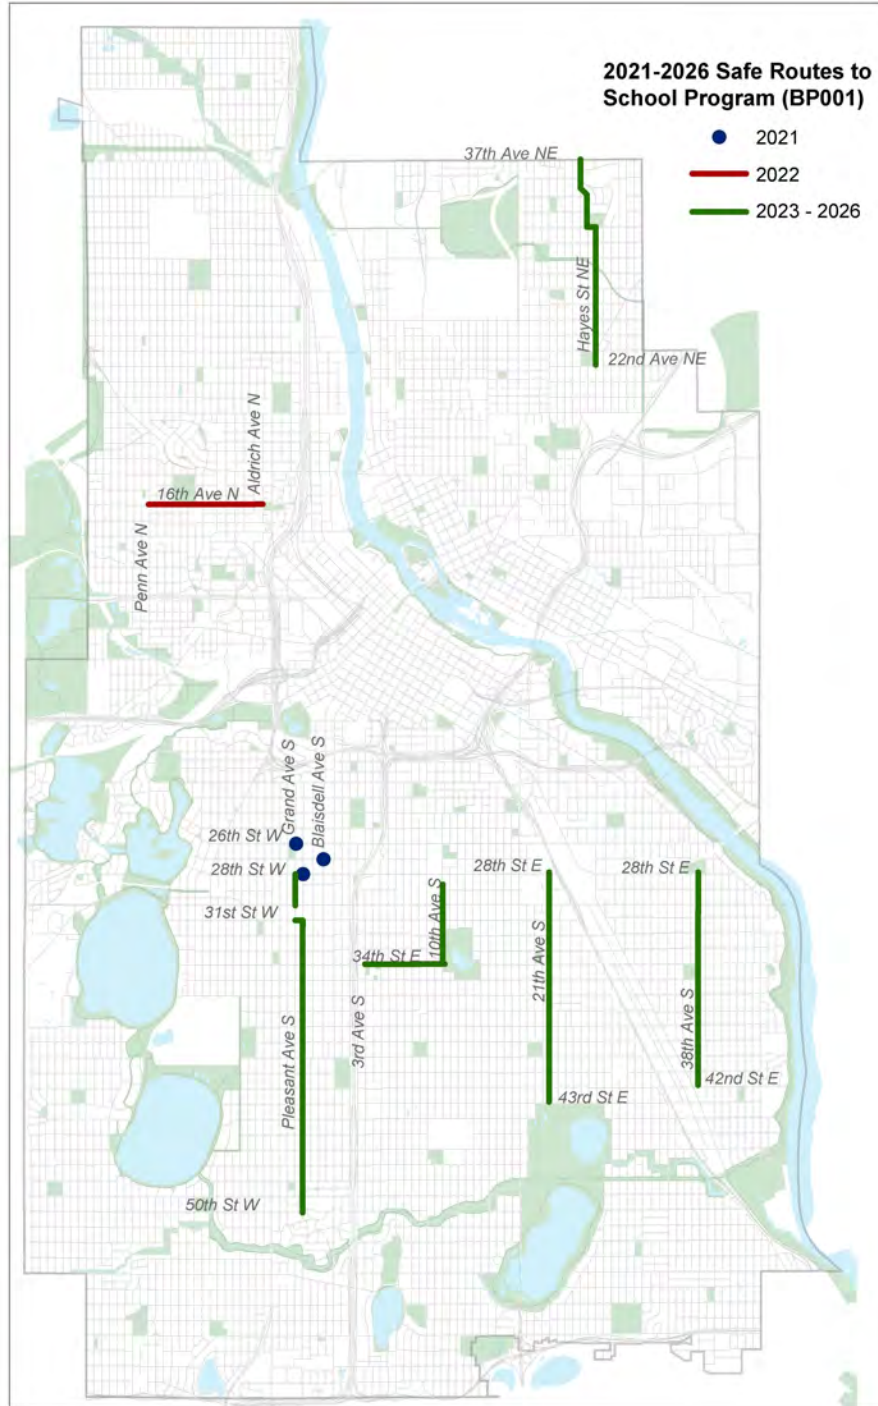 2021-2026 Safe Routes to
School Program (BP001)
2021
2022
2023 - 2026
37th Ave NE
Hayes St NE
22nd Ave NE
Aldrich Ave N
16th Ave N
Penn Ave N
Grand Ave S
Blaisdell Ave S
26th St W
28th St W
28th St E
28th St E
31st St W
10th Ave S
34th St E
21th Ave S
3rd Ave S
38th Ave S
Pleasant Ave S
42nd St E
43rd St E
50th St W